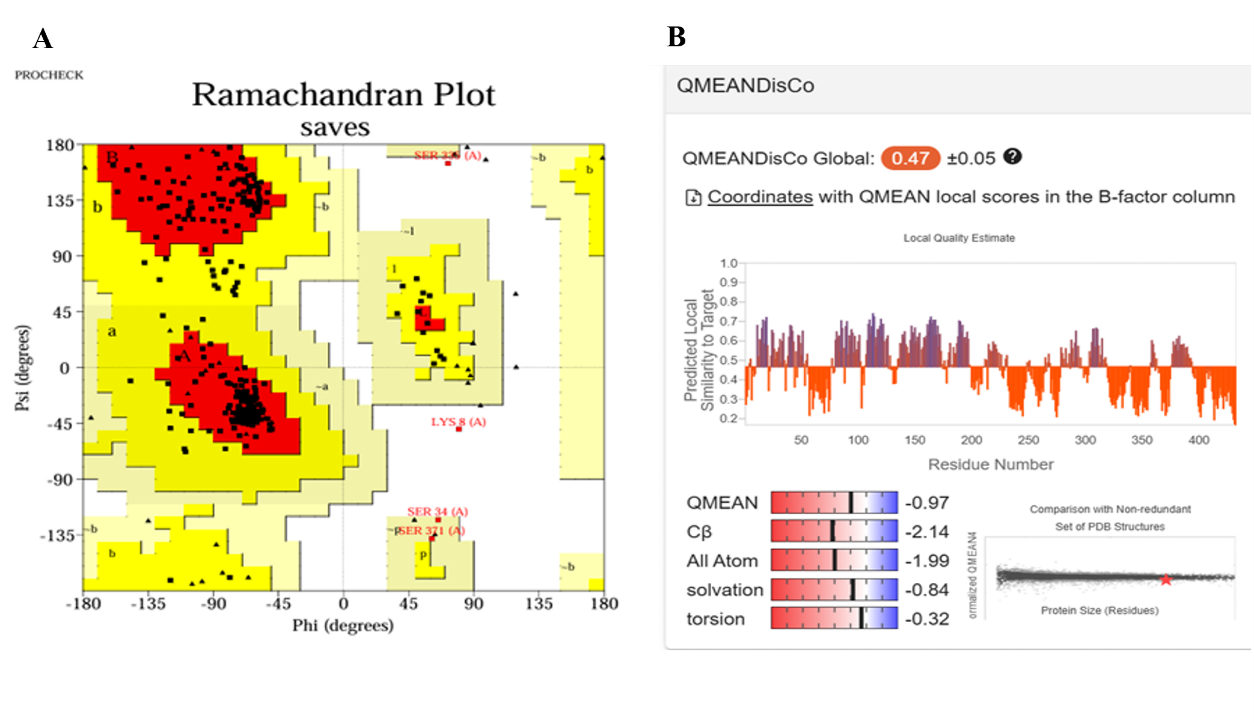 A
PROCHECK
Ramachandran Plot
saves
180
135
90
45
0
-45
-90
-135
-180
Psi (degrees)
B
b
~b
a
A
~a
~l
l
SER 34 (A)
SER 371 (A)
LYS 8 (A)
~p
p
~b
b
~b
b
~b
-180 -135 -90 -45 0 45 90 135 180
Phi (degrees)
B
QMEANDisCo
QMEANDisCo Global: 0.47 ±0.05 ?
Coordinates with QMEAN local scores in the B-factor column
Local Quality Estimate
Predicted Local
Similarity to Target
1.0
0.9
0.8
0.7
0.6
0.5
0.4
0.3
0.2
50 100 150 200 250 300 350 400
Residue Number
QMEAN -0.97
Cβ -2.14
All Atom -1.99
solvation -0.84
torsion -0.32
Comparison with Non-redundant
Set of PDB Structures
ormalized QMEAN4
Protein Size (Residues)